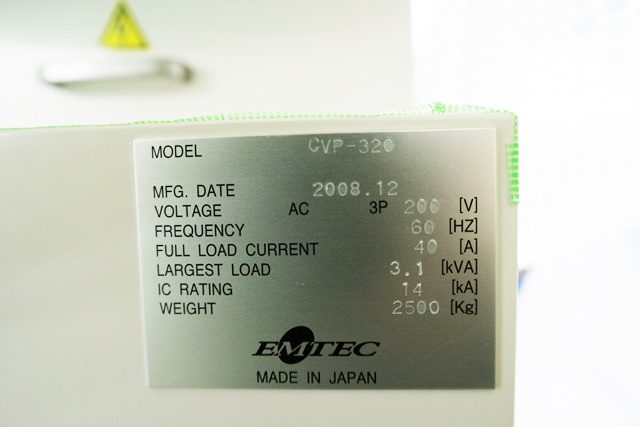 MODEL CVP-320
MFG. DATE 2008.12
VOLTAGE AC 3P 200 [V]
FREQUENCY 60 [HZ]
FULL LOAD CURRENT 40 [A]
LARGEST LOAD 3.1 [kVA]
IC RATING 14 [kA]
WEIGHT 2500 [Kg]
EMTEC
MADE IN JAPAN